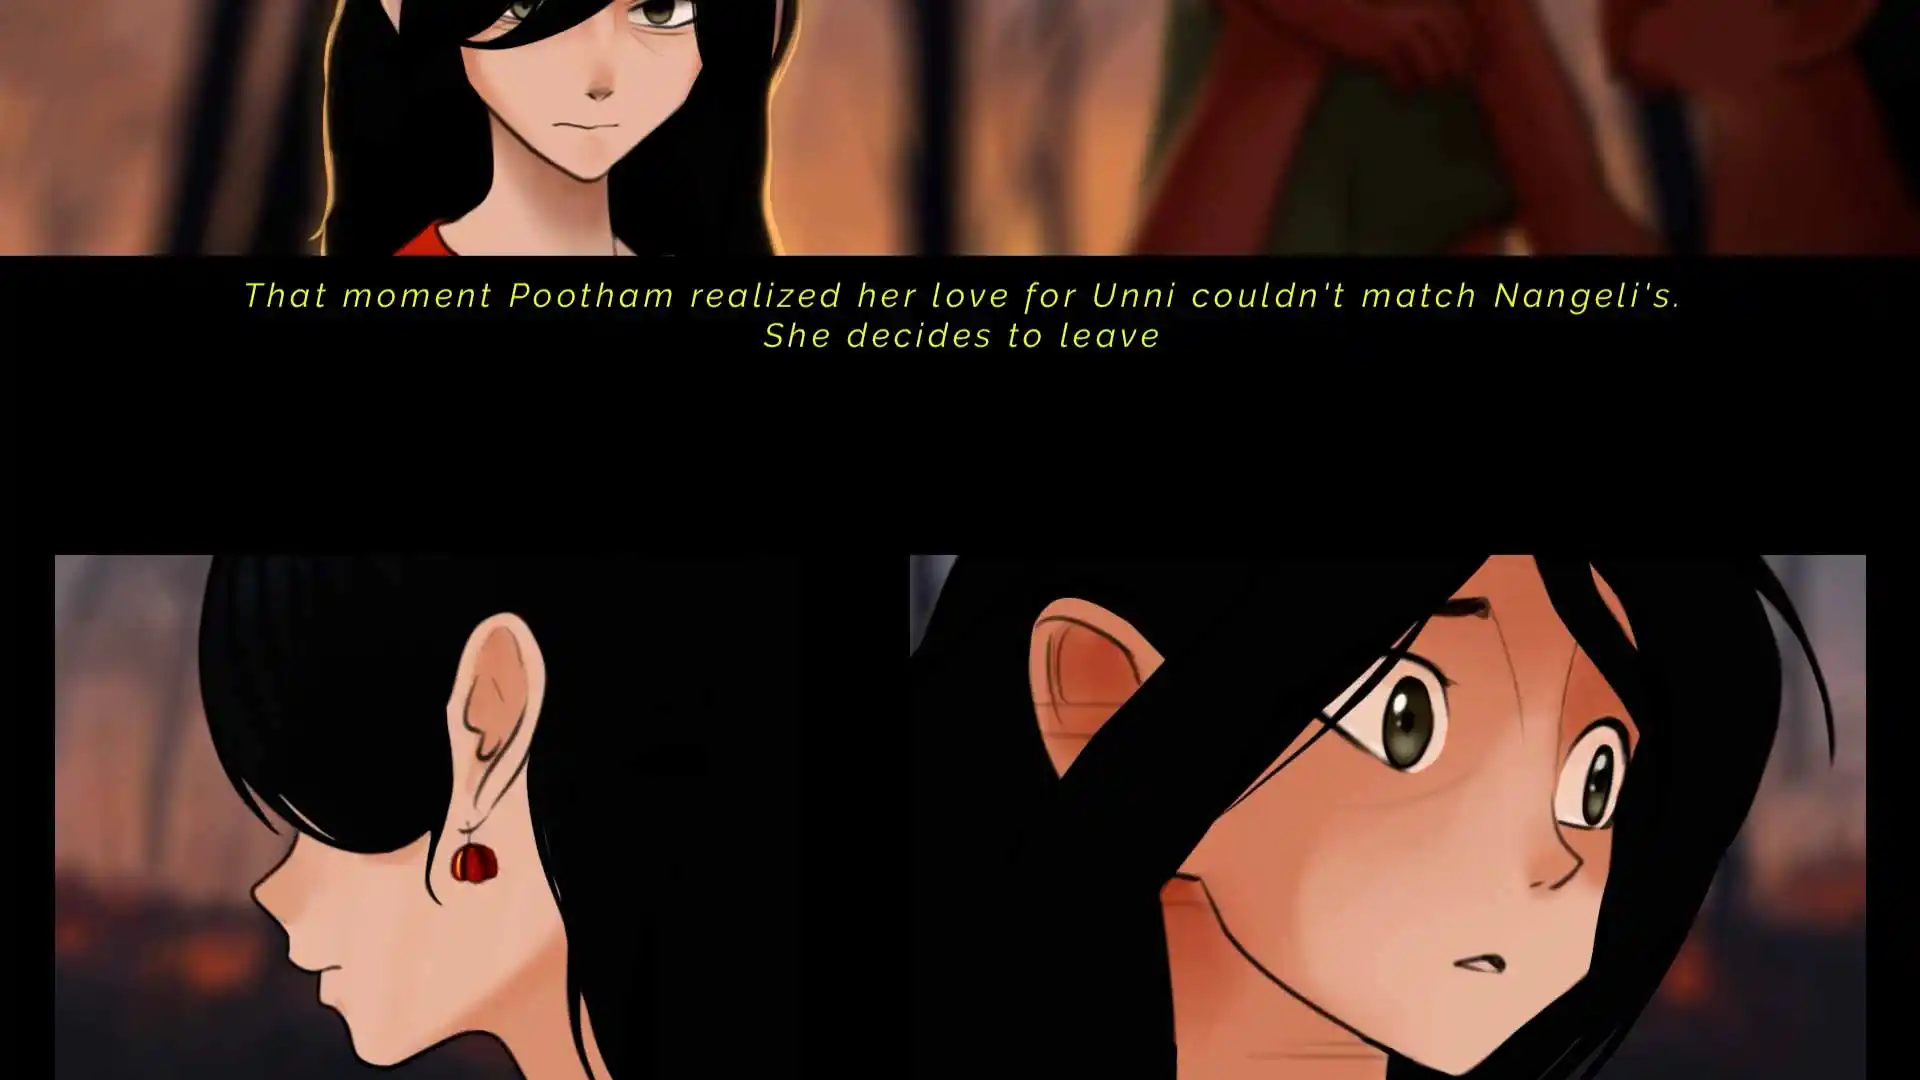 That moment Pootham realized her love for Unni couldn't match Nangeli's.
She decides to leave